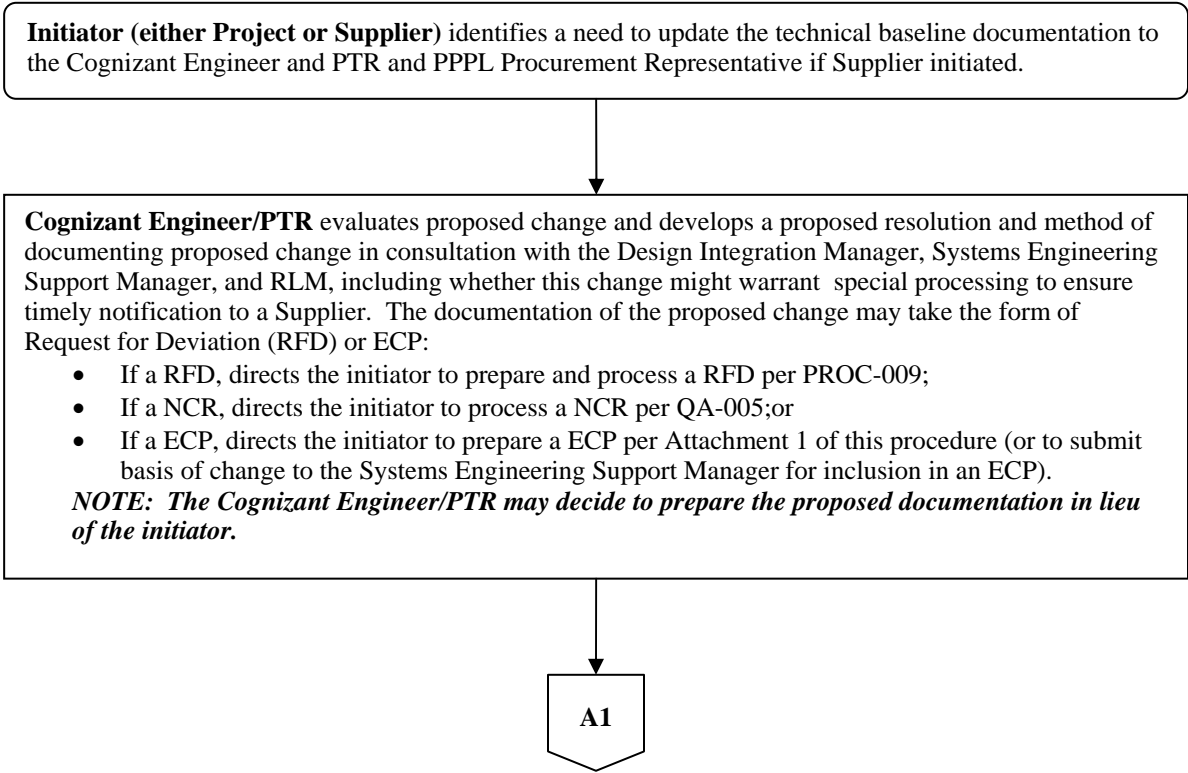 Initiator (either Project or Supplier) identifies a need to update the technical baseline documentation to
the Cognizant Engineer and PTR and PPPL Procurement Representative if Supplier initiated.
Cognizant Engineer/PTR evaluates proposed change and develops a proposed resolution and method of
documenting proposed change in consultation with the Design Integration Manager, Systems Engineering
Support Manager, and RLM, including whether this change might warrant  special processing to ensure
timely notification to a Supplier.  The documentation of the proposed change may take the form of
Request for Deviation (RFD) or ECP:
• If a RFD, directs the initiator to prepare and process a RFD per PROC-009;
• If a NCR, directs the initiator to process a NCR per QA-005;or
• If a ECP, directs the initiator to prepare a ECP per Attachment 1 of this procedure (or to submit
basis of change to the Systems Engineering Support Manager for inclusion in an ECP).
NOTE:  The Cognizant Engineer/PTR may decide to prepare the proposed documentation in lieu
of the initiator.
A1